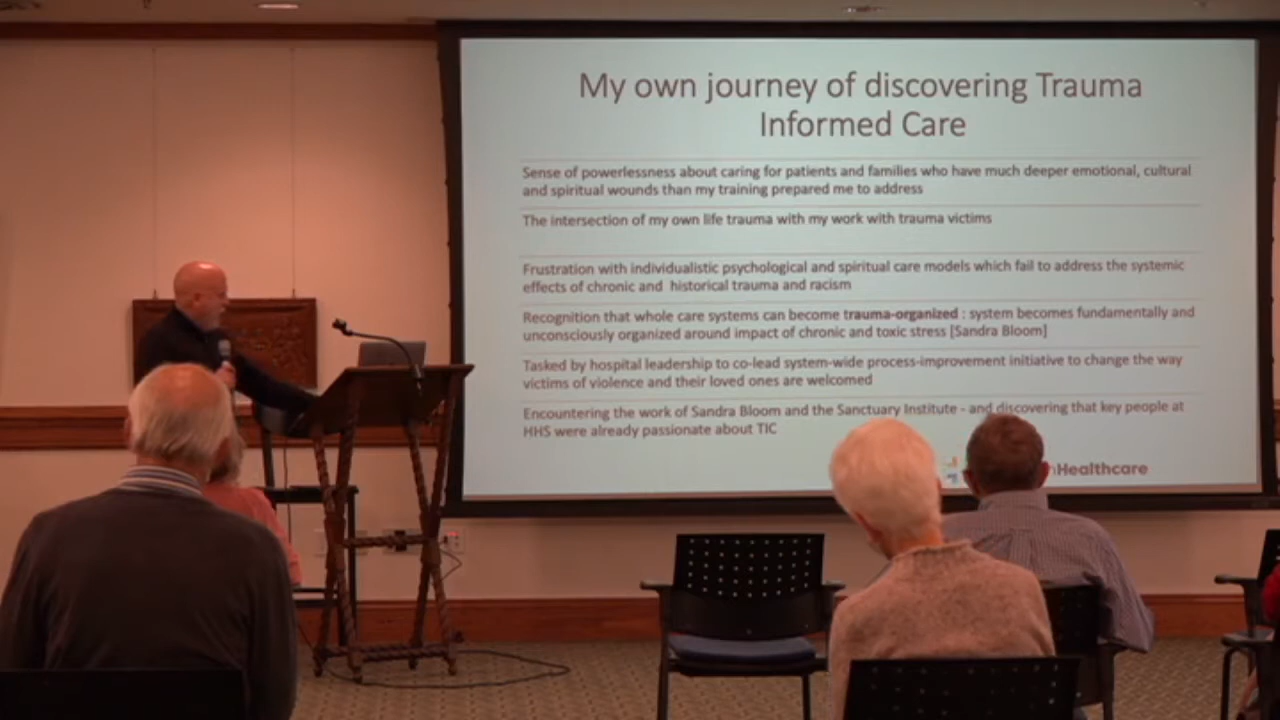 My own journey of discovering Trauma
Informed Care
Sense of powerlessness about caring for patients and families who have much deeper emotional, cultural
and spiritual wounds than my training prepared me to address
The intersection of my own life trauma with my work with trauma victims
Frustration with individualistic psychological and spiritual care models which fail to address the systemic
effects of chronic and historical trauma and racism
Recognition that whole care systems can become trauma-organized : system becomes fundamentally and
unconsciously organized around impact of chronic and toxic stress [Sandra Bloom]
Tasked by hospital leadership to co-lead system-wide process-improvement initiative to change the way
victims of violence and their loved ones are welcomed
Encountering the work of Sandra Bloom and the Sanctuary Institute - and discovering that key people at
HHS were already passionate about TIC
Healthcare